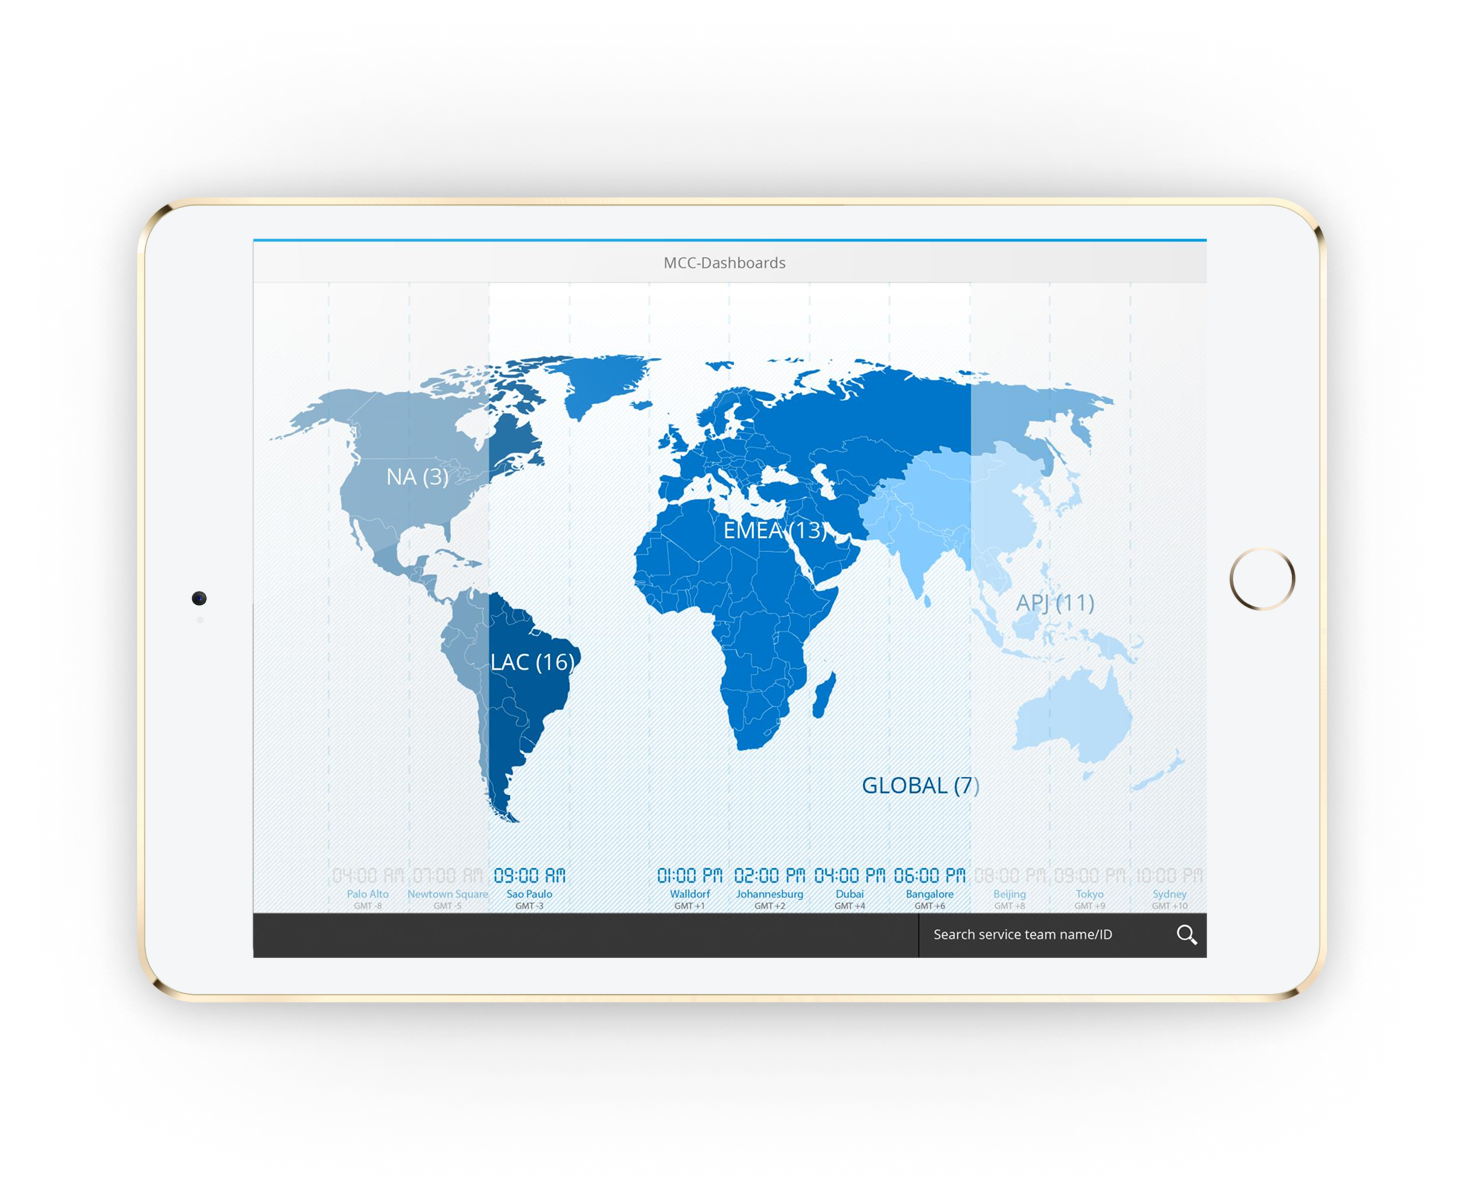 MCC-Dashboards
NA (3)
EMEA (13)
APJ (11)
LAC (16)
GLOBAL (7)
04:00 AM 07:00 AM 09:00 AM 01:00 PM 02:00 PM 04:00 PM 06:00 PM 08:00 PM 09:00 PM 10:00 PM
Palo Alto Newtown Square Sao Paulo Walldorf Johannesburg Dubai Bangalore Beijing Tokyo Sydney
GMT -8 GMT -5 GMT -3 GMT +1 GMT +2 GMT +4 GMT +6 GMT +8 GMT +9 GMT +10
Search service team name/ID